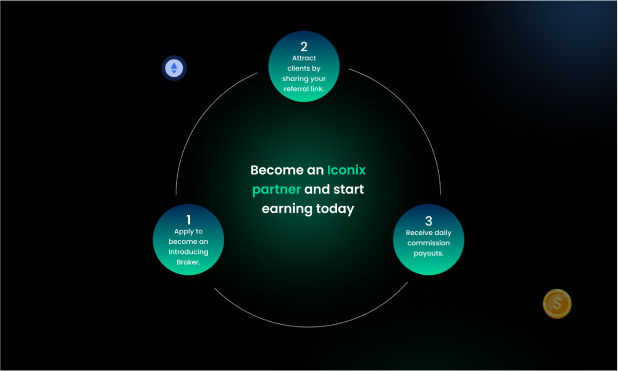 2
Attract
clients by
sharing your
referral link.
Become an Iconix
partner and start
earning today
1
Apply to
become an
Introducing
Broker.
3
Receive daily
commission
payouts.
$